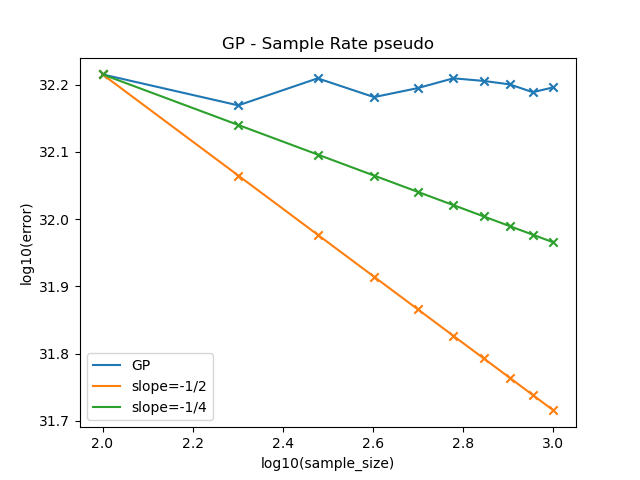 GP - Sample Rate pseudo
32.2
32.1
32.0
31.9
31.8
31.7
log10(error)
GP
slope=-1/2
slope=-1/4
2.0 2.2 2.4 2.6 2.8 3.0
log10(sample_size)